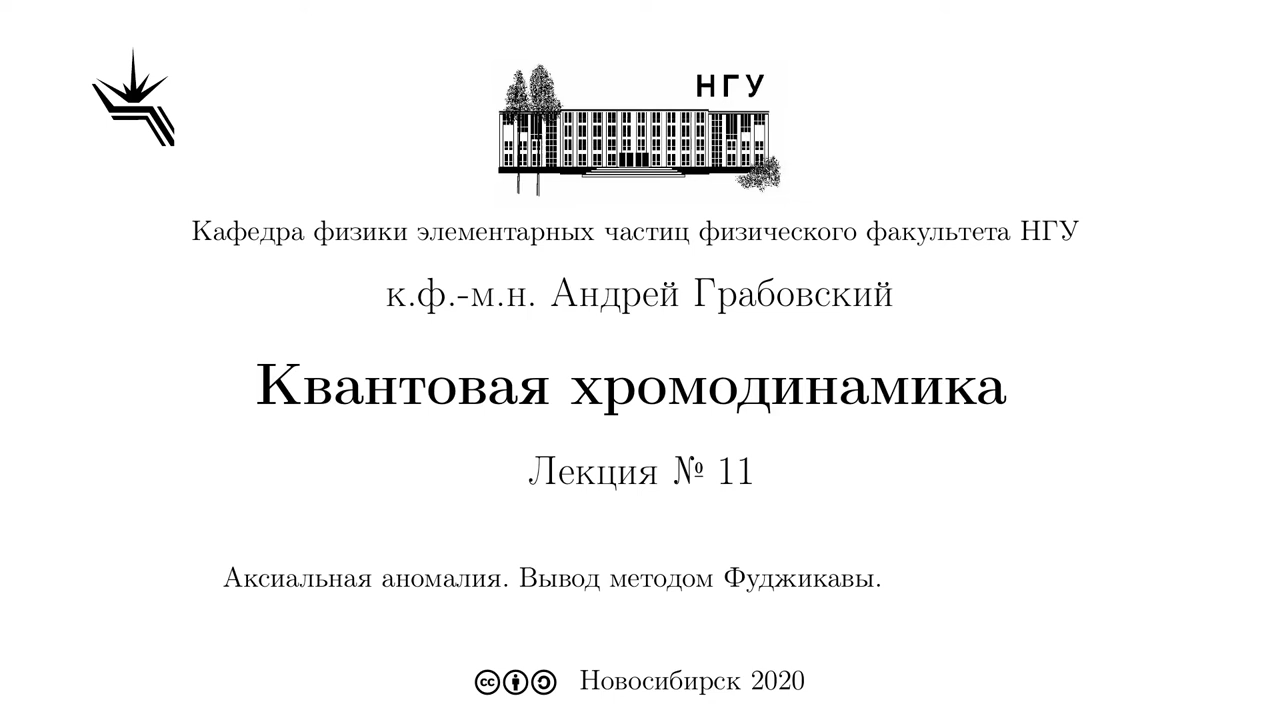 НГУ
Кафедра физики элементарных частиц физического факультета НГУ
к.ф.-м.н. Андрей Грабовский
Квантовая хромодинамика
Лекция № 11
Аксиальная аномалия. Вывод методом Фуджикавы.
cc Новосибирск 2020